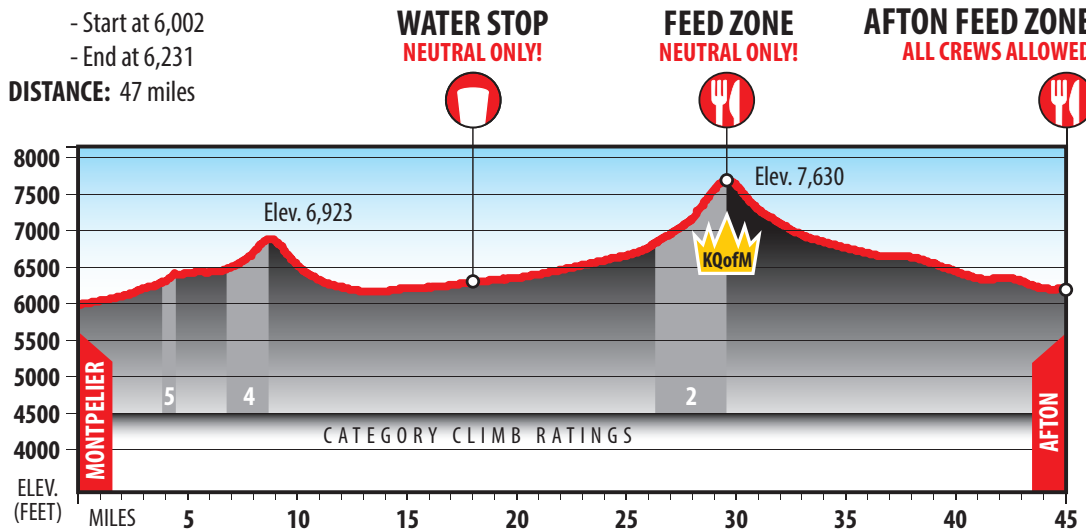 - Start at 6,002
- End at 6,231
DISTANCE: 47 miles
WATER STOP
NEUTRAL ONLY!
FEED ZONE
NEUTRAL ONLY!
AFTON FEED ZONE
ALL CREWS ALLOWED
8000
7500
7000
6500
6000
5500
5000
4500
4000
ELEV.
(FEET)
Elev. 6,923
Elev. 7,630
KQofM
MONTPELIER
5
4
2
AFTON
CATEGORY CLIMB RATINGS
MILES 5 10 15 20 25 30 35 40 45